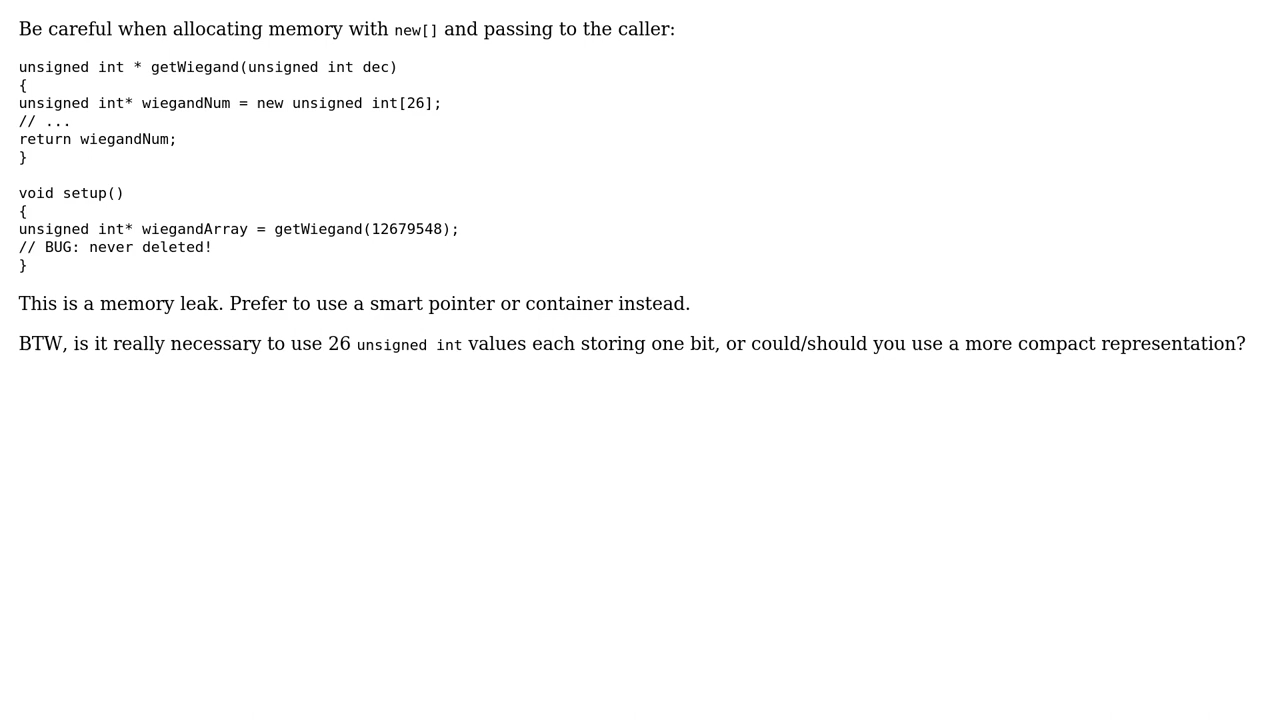 Be careful when allocating memory with new[] and passing to the caller:
unsigned int * getWiegand(unsigned int dec)
{
unsigned int* wiegandNum = new unsigned int[26];
// ...
return wiegandNum;
}
void setup()
{
unsigned int* wiegandArray = getWiegand(12679548);
// BUG: never deleted!
}
This is a memory leak. Prefer to use a smart pointer or container instead.
BTW, is it really necessary to use 26 unsigned int values each storing one bit, or could/should you use a more compact representation?